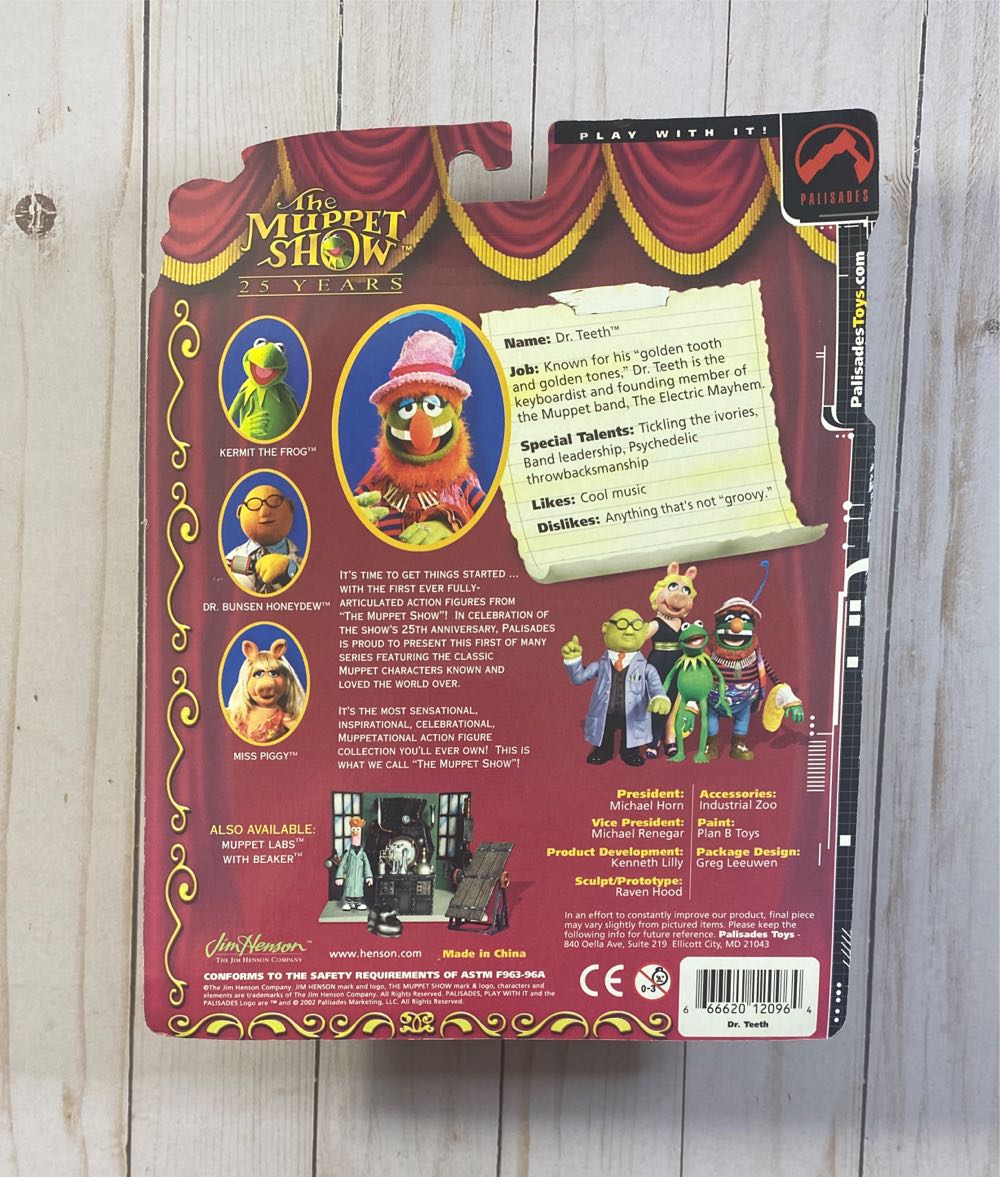 PLAY WITH IT!
PALISADES
PalisadesToys.com
The
MUPPET
SHOW™
25 YEARS
Name: Dr. Teeth™
Job: Known for his “golden tooth
and golden tones,” Dr. Teeth is the
keyboardist and founding member of
the Muppet band, The Electric Mayhem.
Special Talents: Tickling the ivories,
Band leadership, Psychedelic
throwbacksmanship
Likes: Cool music
Dislikes: Anything that's not “groovy.”
KERMIT THE FROG™
DR. BUNSEN HONEYDEW™
MISS PIGGY™
IT'S TIME TO GET THINGS STARTED ...
WITH THE FIRST EVER FULLY-
ARTICULATED ACTION FIGURES FROM
“THE MUPPET SHOW”! IN CELEBRATION OF
THE SHOW'S 25TH ANNIVERSARY, PALISADES
IS PROUD TO PRESENT THIS FIRST OF MANY
SERIES FEATURING THE CLASSIC
MUPPET CHARACTERS KNOWN AND
LOVED THE WORLD OVER.
IT'S THE MOST SENSATIONAL,
INSPIRATIONAL, CELEBRATIONAL,
MUPPETATIONAL ACTION FIGURE
COLLECTION YOU'LL EVER OWN! THIS IS
WHAT WE CALL “THE MUPPET SHOW”!
ALSO AVAILABLE:
MUPPET LABS™
WITH BEAKER™
President:
Michael Horn
Vice President:
Michael Renegar
Product Development:
Kenneth Lilly
Sculpt/Prototype:
Raven Hood
Accessories:
Industrial Zoo
Paint:
Plan B Toys
Package Design:
Greg Leeuwen
In an effort to constantly improve our product, final piece
may vary slightly from pictured items. Please keep the
following info for future reference. Palisades Toys -
840 Oella Ave, Suite 219 Ellicott City, MD 21043
Jim Henson™
THE JIM HENSON COMPANY
www.henson.com
Made in China
CONFORMS TO THE SAFETY REQUIREMENTS OF ASTM F963-96A
©The Jim Henson Company. JIM HENSON mark and logo, THE MUPPET SHOW mark & logo, characters and
elements are trademarks of The Jim Henson Company. All Rights Reserved. PALISADES, PLAY WITH IT and the
PALISADES Logo are ™ and © 2002 Palisades Marketing, LLC. All Rights Reserved.
CE
0-3
6 66620 12096 4
Dr. Teeth